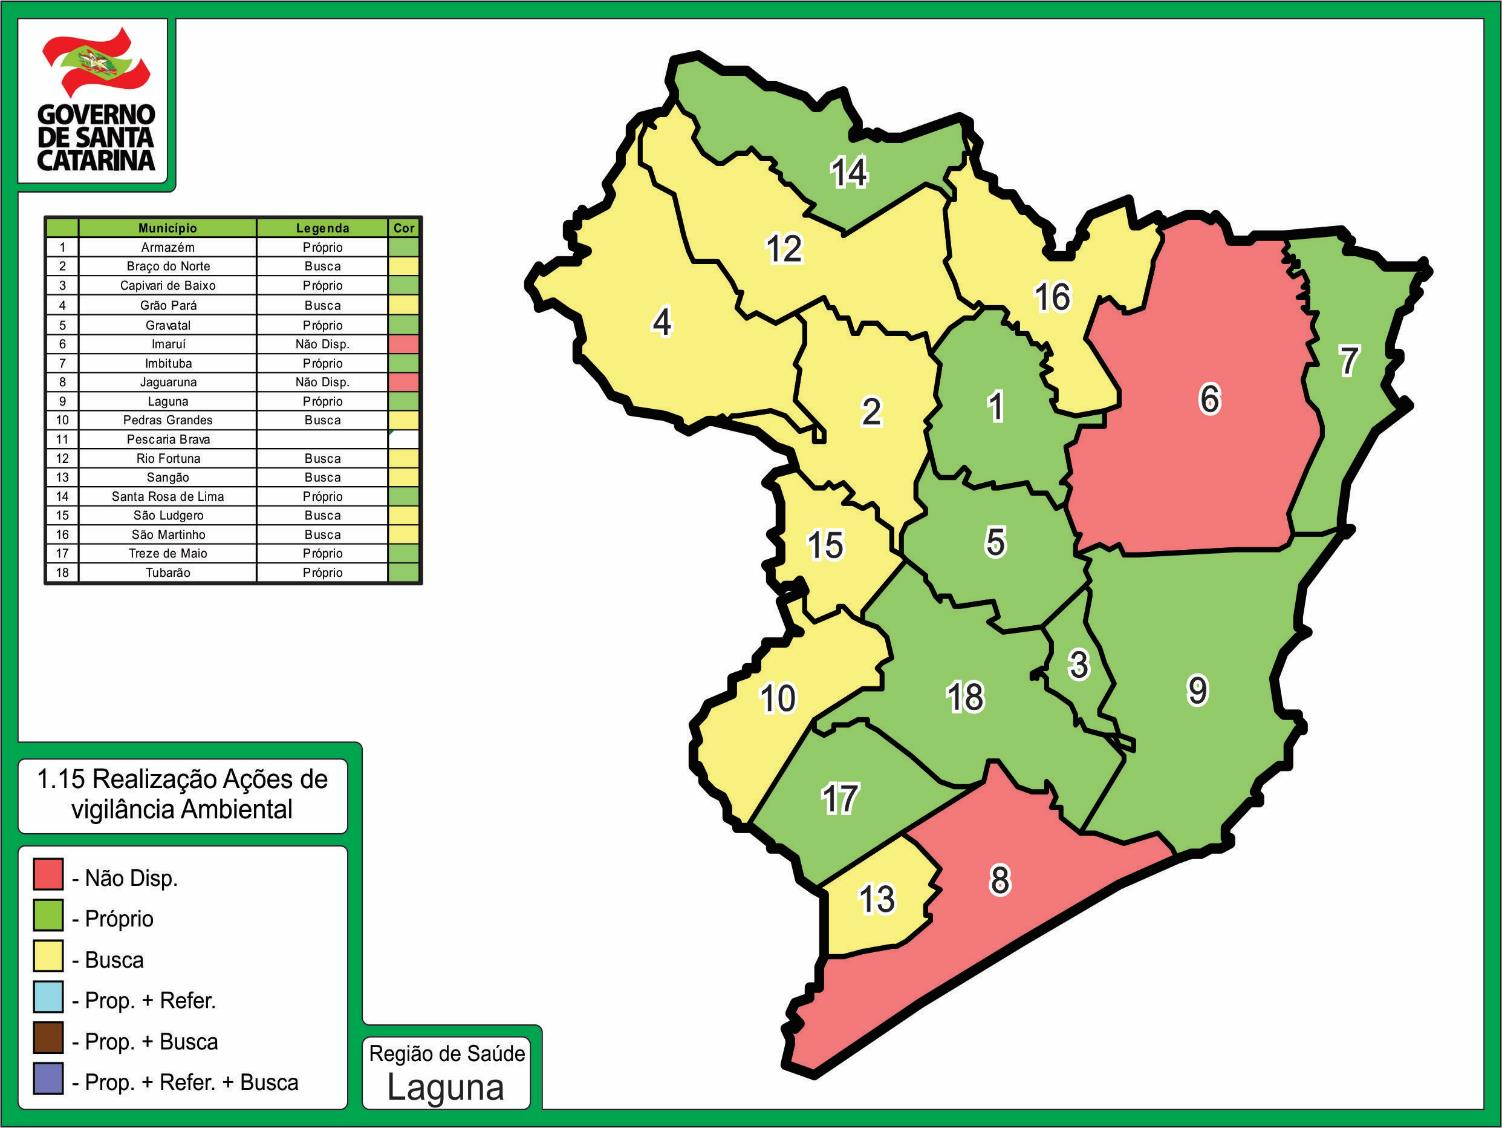 GOVERNO
DE SANTA
CATARINA
Município Legenda Cor
1 Armazém Próprio
2 Braço do Norte Busca
3 Capivari de Baixo Próprio
4 Grão Pará Busca
5 Gravatal Próprio
6 Imaruí Não Disp.
7 Imbituba Próprio
8 Jaguaruna Não Disp.
9 Laguna Próprio
10 Pedras Grandes Busca
11 Pescaria Brava
12 Rio Fortuna Busca
13 Sangão Busca
14 Santa Rosa de Lima Próprio
15 São Ludgero Busca
16 São Martinho Busca
17 Treze de Maio Próprio
18 Tubarão Próprio
14
12
16
4
7
6
2
1
15
5
3
10
18
9
17
8
13
1.15 Realização Ações de
vigilância Ambiental
- Não Disp.
- Próprio
- Busca
- Prop. + Refer.
- Prop. + Busca
- Prop. + Refer. + Busca
Região de Saúde
Laguna